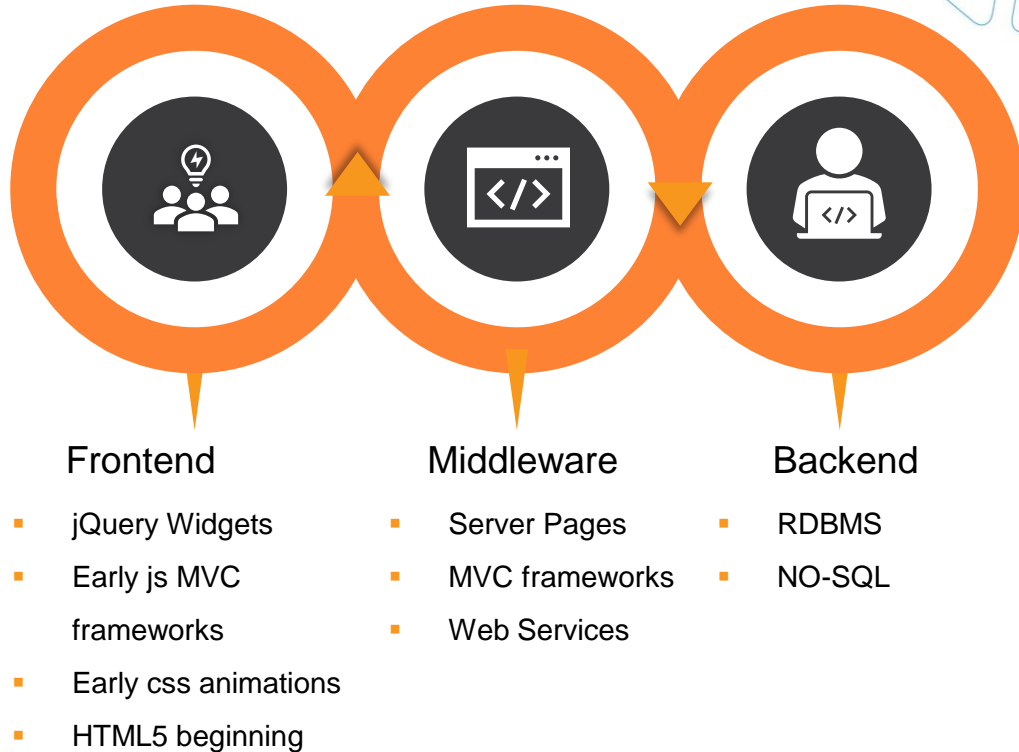 </>
</>
Frontend
jQuery Widgets
Early js MVC
frameworks
Early css animations
HTML5 beginning
Middleware
Server Pages
MVC frameworks
Web Services
Backend
RDBMS
NO-SQL